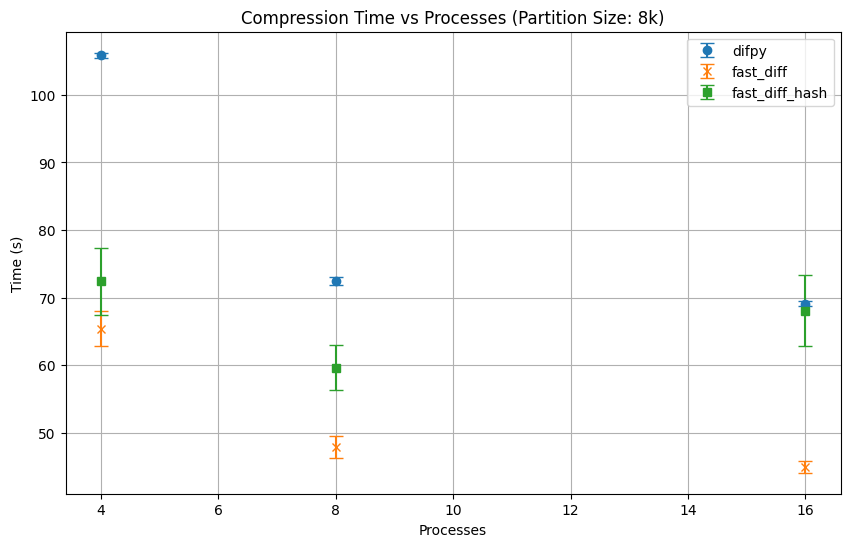 Compression Time vs Processes (Partition Size: 8k)
difpy
fast_diff
fast_diff_hash
100
90
80
70
60
50
Time (s)
4
6
8
10
12
14
16
Processes